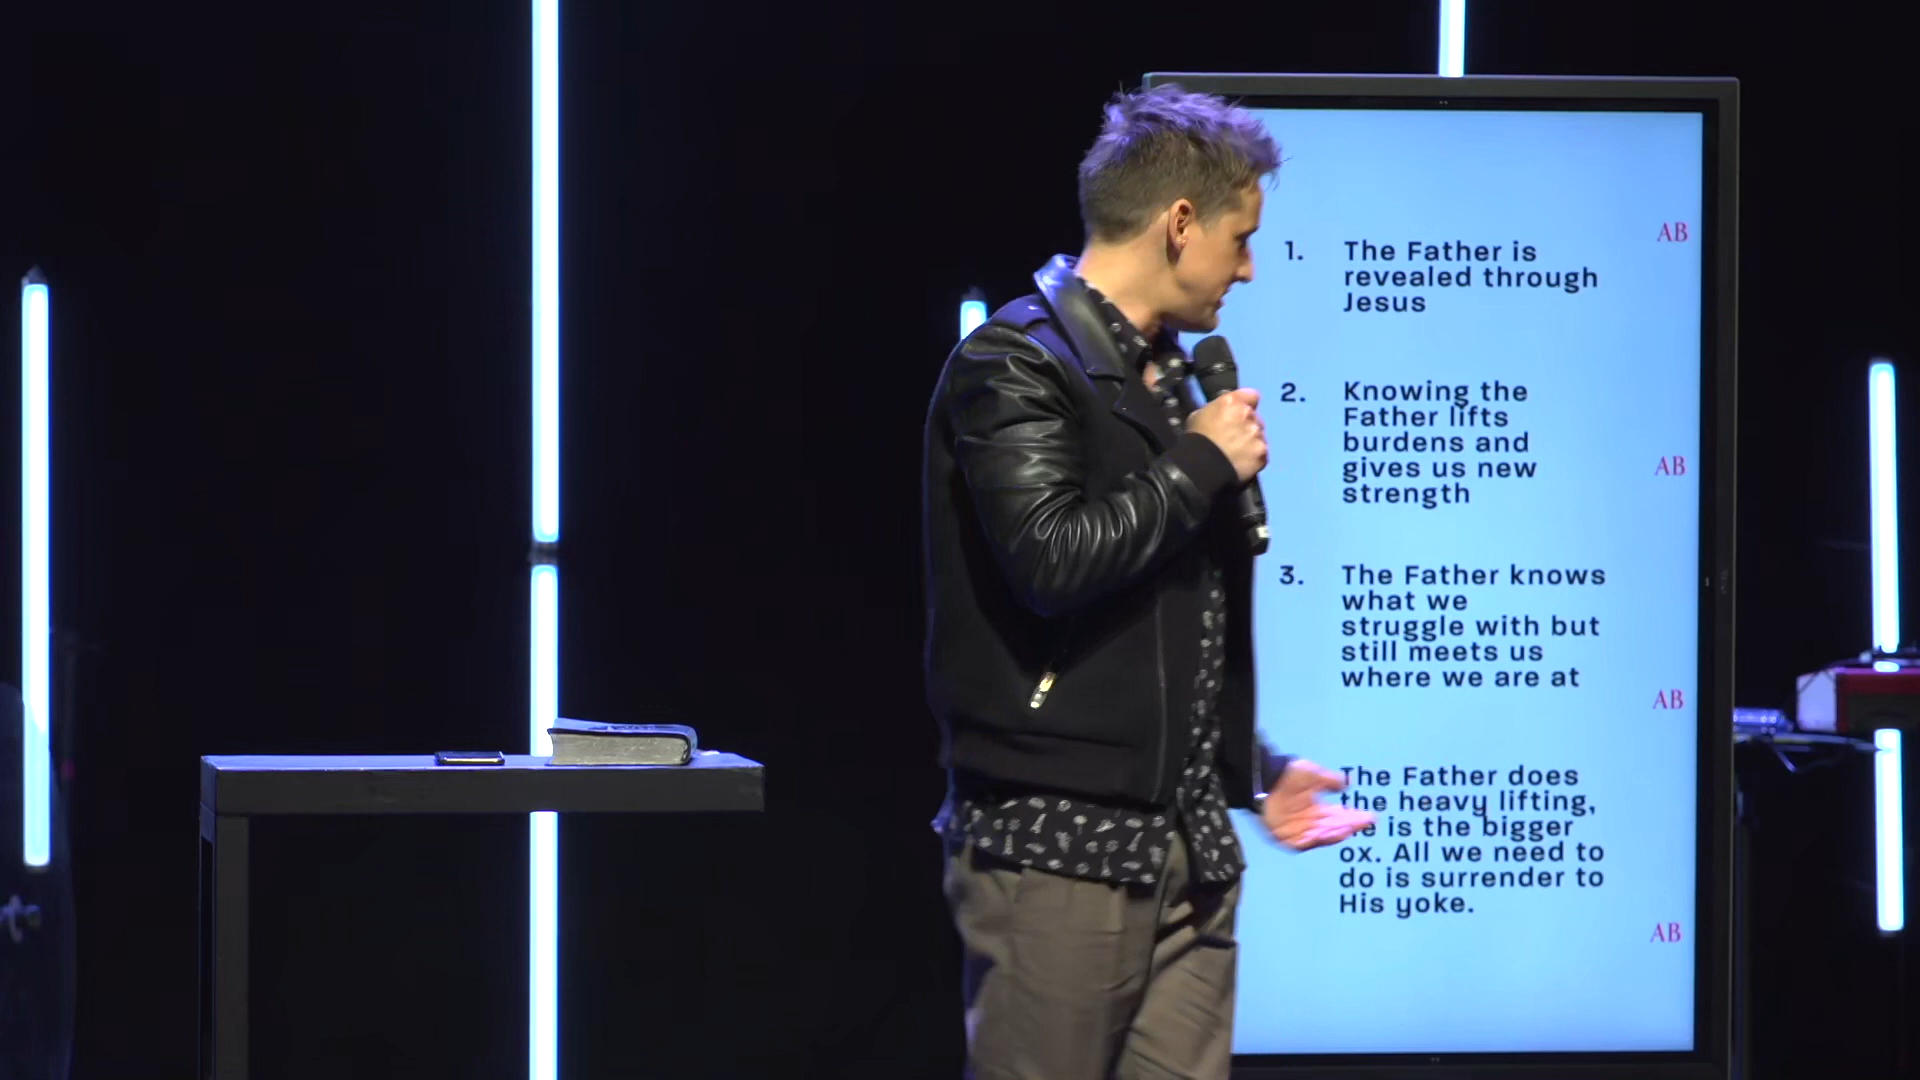 AB
1. The Father is
revealed through
Jesus
2. Knowing the
Father lifts
burdens and
gives us new
strength
AB
3. The Father knows
what we
struggle with but
still meets us
where we are at
AB
The Father does
the heavy lifting,
is the bigger
ox. All we need to
do is surrender to
His yoke.
AB